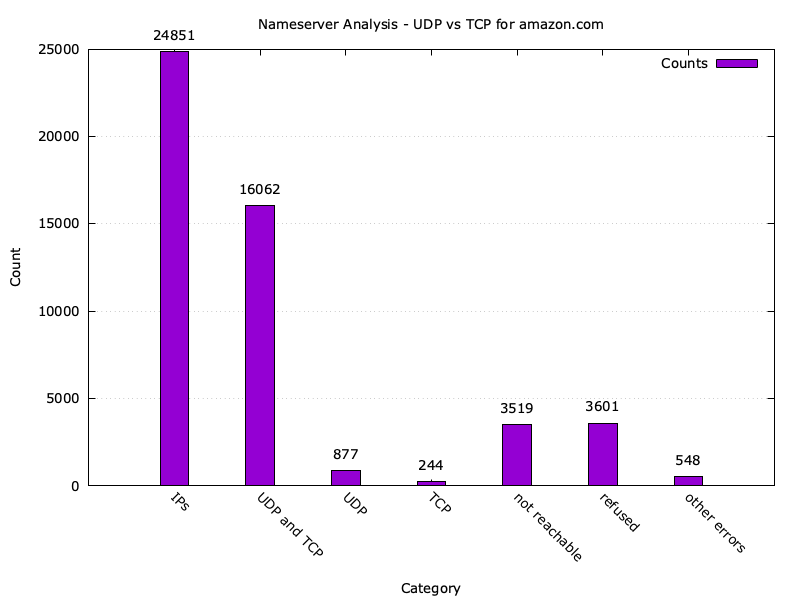 Nameserver Analysis - UDP vs TCP for amazon.com
Counts
25000
20000
15000
10000
5000
0
Count
24851
16062
877
244
3519
3601
548
IPs
UDP and TCP
UDP
TCP
not reachable
refused
other errors
Category